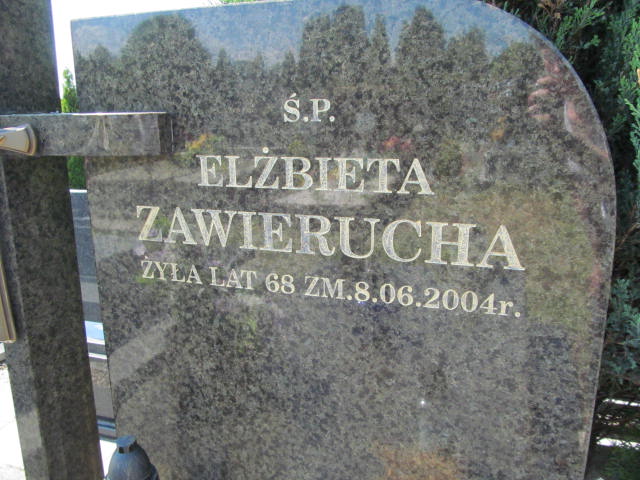 Ś.P.
ELŻBIETA
ZAWIERUCHA
ŻYŁA LAT 68 ZM.8.06.2004r.